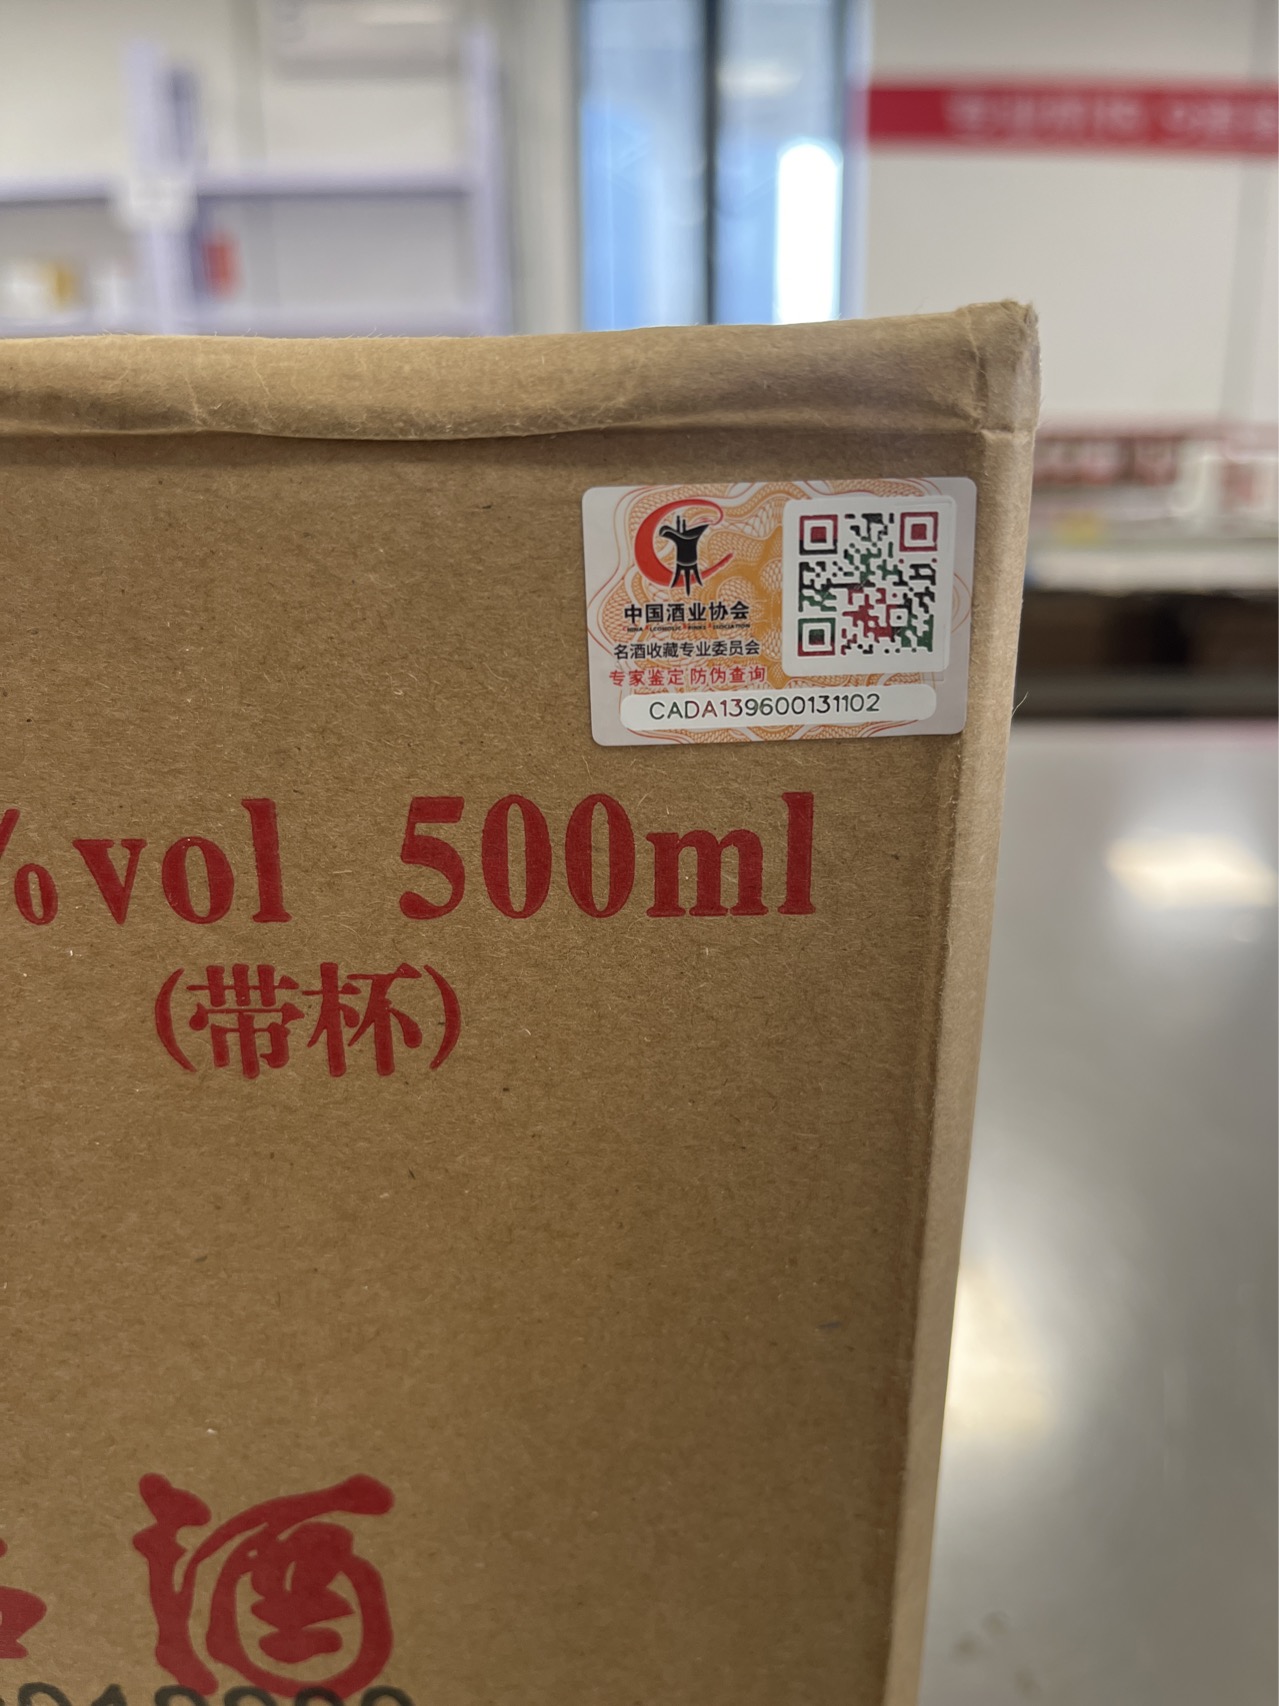 中国酒业协会
名酒收藏专业委员会
专家鉴定防伪查询
CADA139600131102
%vol 500ml
(带杯)
酒